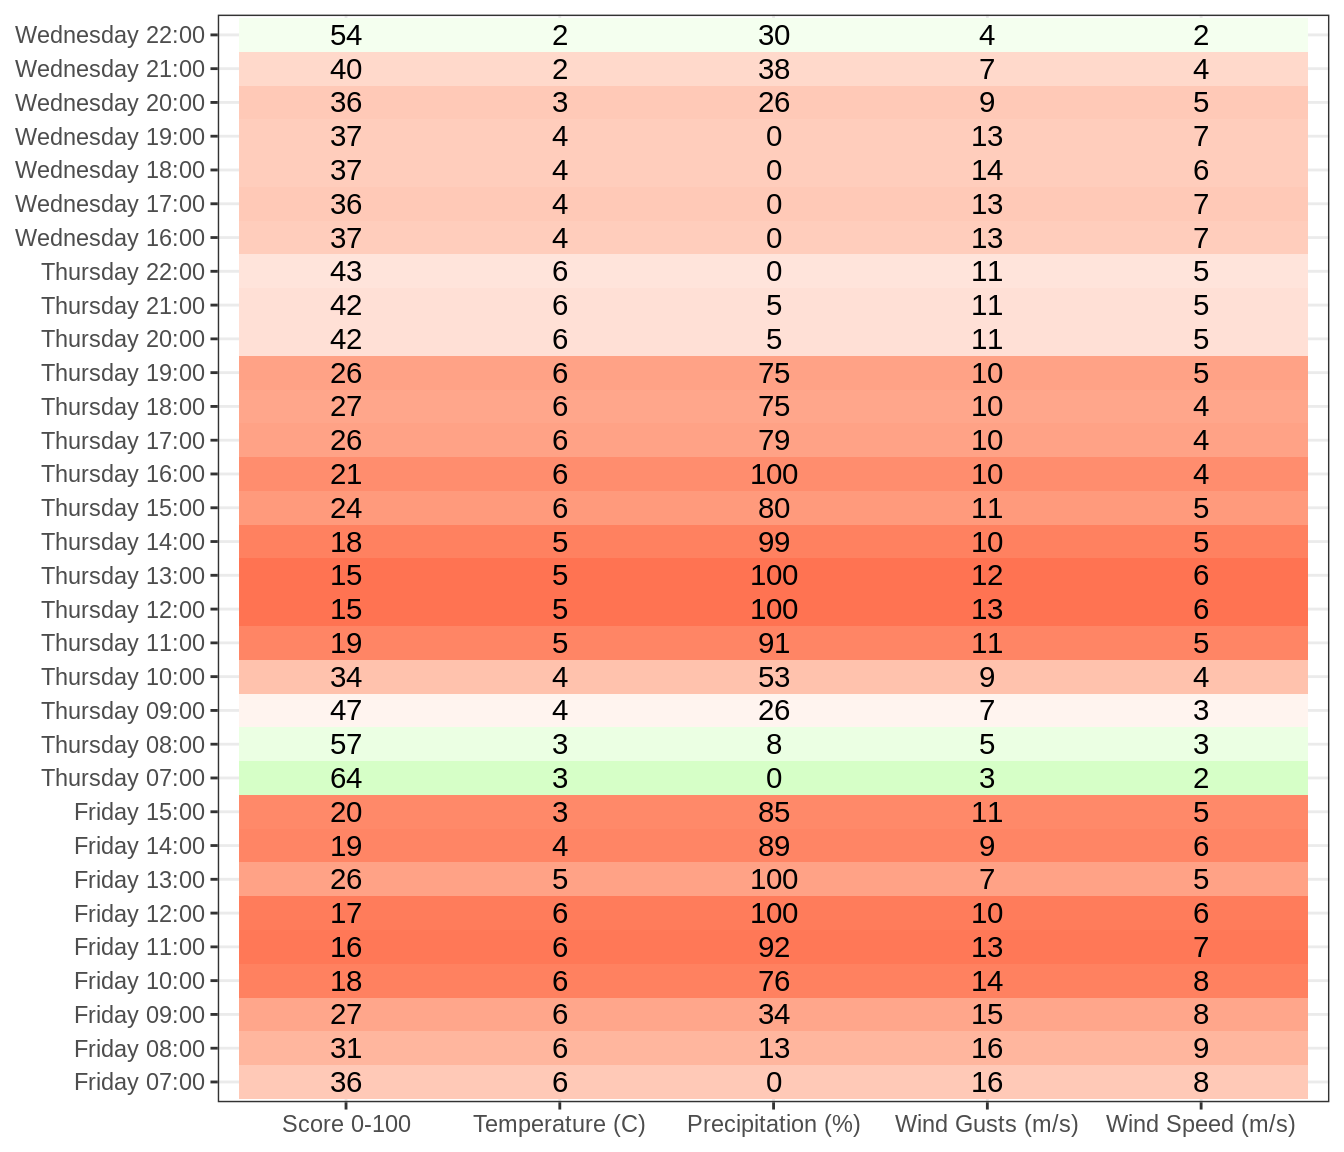 Wednesday 22:00 54 2 30 4 2
Wednesday 21:00 40 2 38 7 4
Wednesday 20:00 36 3 26 9 5
Wednesday 19:00 37 4 0 13 7
Wednesday 18:00 37 4 0 14 6
Wednesday 17:00 36 4 0 13 7
Wednesday 16:00 37 4 0 13 7
Thursday 22:00 43 6 0 11 5
Thursday 21:00 42 6 5 11 5
Thursday 20:00 42 6 5 11 5
Thursday 19:00 26 6 75 10 5
Thursday 18:00 27 6 75 10 4
Thursday 17:00 26 6 79 10 4
Thursday 16:00 21 6 100 10 4
Thursday 15:00 24 6 80 11 5
Thursday 14:00 18 5 99 10 5
Thursday 13:00 15 5 100 12 6
Thursday 12:00 15 5 100 13 6
Thursday 11:00 19 5 91 11 5
Thursday 10:00 34 4 53 9 4
Thursday 09:00 47 4 26 7 3
Thursday 08:00 57 3 8 5 3
Thursday 07:00 64 3 0 3 2
Friday 15:00 20 3 85 11 5
Friday 14:00 19 4 89 9 6
Friday 13:00 26 5 100 7 5
Friday 12:00 17 6 100 10 6
Friday 11:00 16 6 92 13 7
Friday 10:00 18 6 76 14 8
Friday 09:00 27 6 34 15 8
Friday 08:00 31 6 13 16 9
Friday 07:00 36 6 0 16 8
Score 0-100 Temperature (C) Precipitation (%) Wind Gusts (m/s) Wind Speed (m/s)